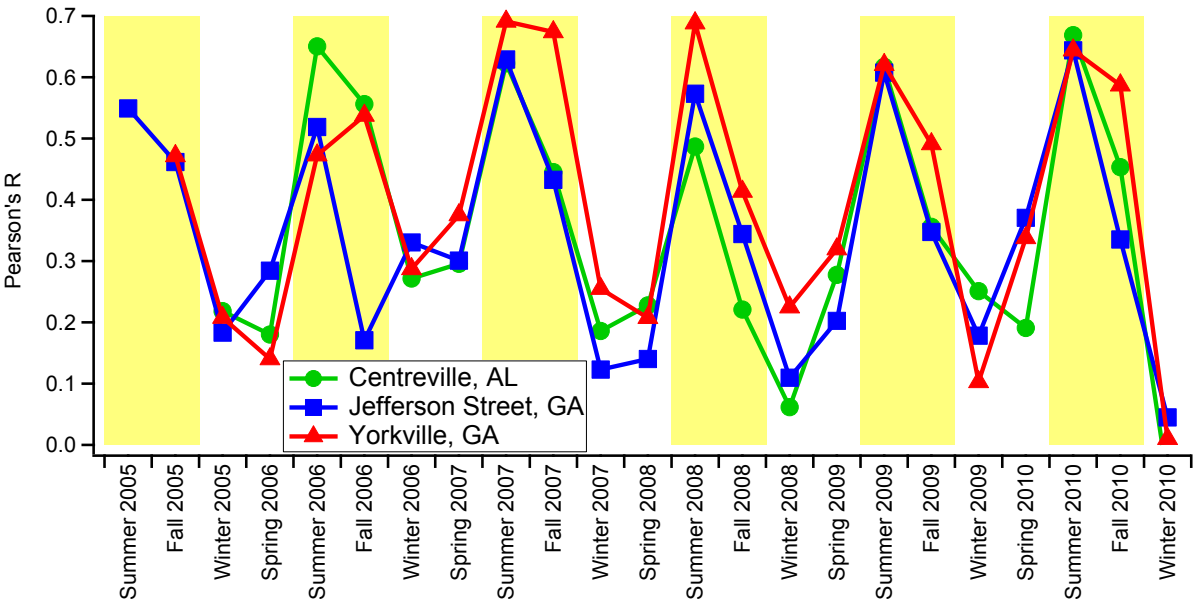 Pearson's R
0.7
0.6
0.5
0.4
0.3
0.2
0.1
0.0
Centreville, AL
Jefferson Street, GA
Yorkville, GA
Summer 2005
Fall 2005
Winter 2005
Spring 2006
Summer 2006
Fall 2006
Winter 2006
Spring 2007
Summer 2007
Fall 2007
Winter 2007
Spring 2008
Summer 2008
Fall 2008
Winter 2008
Spring 2009
Summer 2009
Fall 2009
Winter 2009
Spring 2010
Summer 2010
Fall 2010
Winter 2010